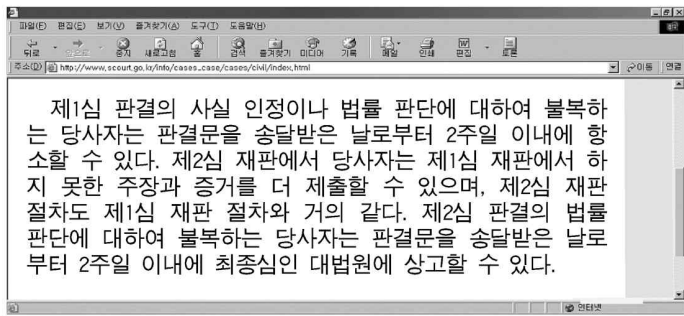 파일(F) 편집(E) 보기(V) 즐겨찾기(A) 도구(T) 도움말(H)
뒤로 앞으로 중지 새로고침 홈 검색 즐겨찾기 미디어 기록 메일 인쇄 편집 토론
주소(D) http://www.scourt.go.kr/info/cases_case/cases/civil/index.html 이동 연결
제1심 판결의 사실 인정이나 법률 판단에 대하여 불복하
는 당사자는 판결문을 송달받은 날로부터 2주일 이내에 항
소할 수 있다. 제2심 재판에서 당사자는 제1심 재판에서 하
지 못한 주장과 증거를 더 제출할 수 있으며, 제2심 재판
절차도 제1심 재판 절차와 거의 같다. 제2심 판결의 법률
판단에 대하여 불복하는 당사자는 판결문을 송달받은 날로
부터 2주일 이내에 최종심인 대법원에 상고할 수 있다.
인터넷